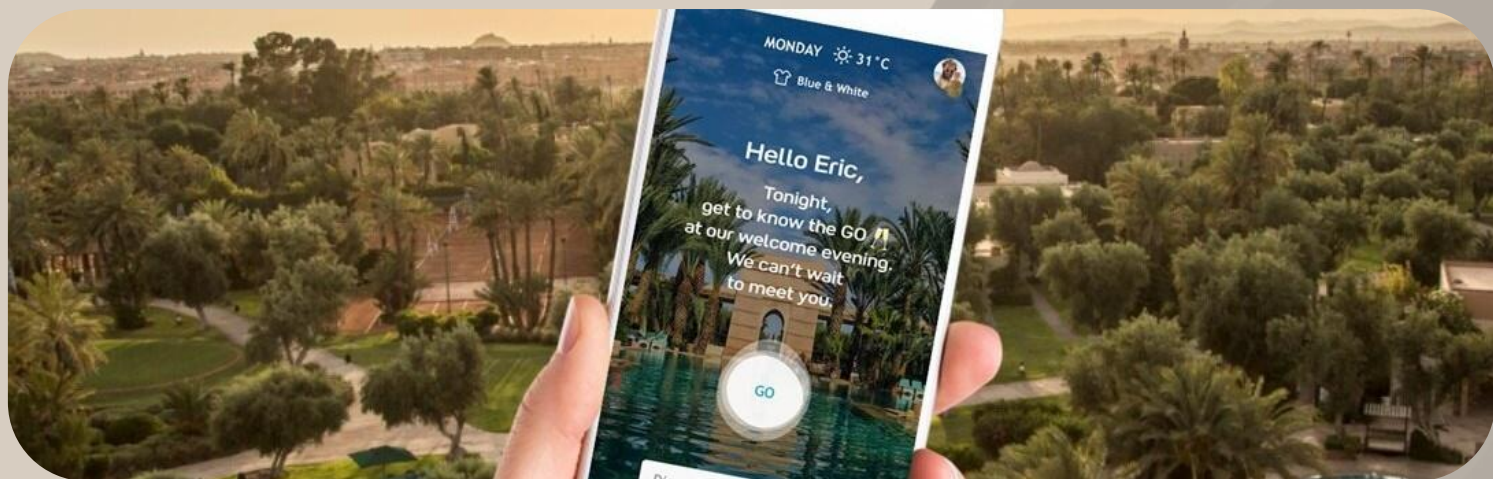 MONDAY 31°C
Blue & White
Hello Eric,
Tonight,
get to know the GO 🥂
at our welcome evening.
We can't wait
to meet you.
GO